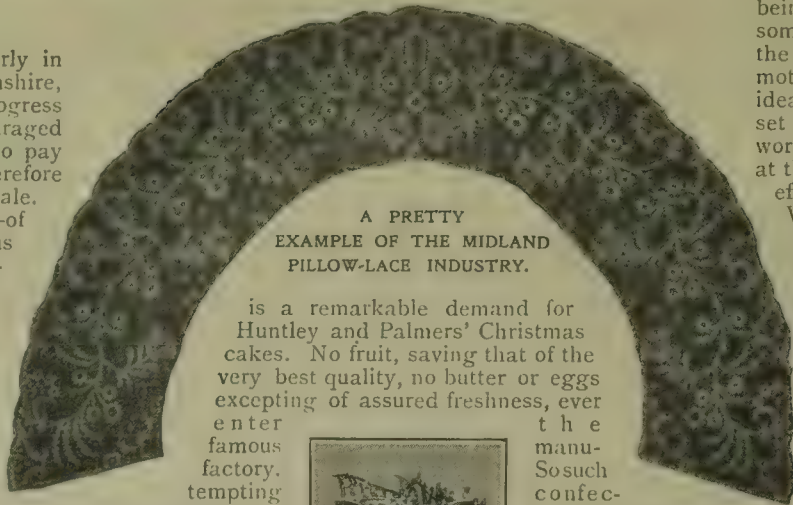 rly in
nshire,
ogress
raged
o pay
erefore
ale.
-of
as
A PRETTY
EXAMPLE OF THE MIDLAND
PILLOW-LACE INDUSTRY.
is a remarkable demand for
Huntley and Palmers' Christmas
cakes. No fruit, saving that of the
very best quality, no butter or eggs
excepting of assured freshness, ever
enter the
famous manu-
factory. So such
tempting confec-
bein
som
the
mot
idea
set
wor
at t
ef